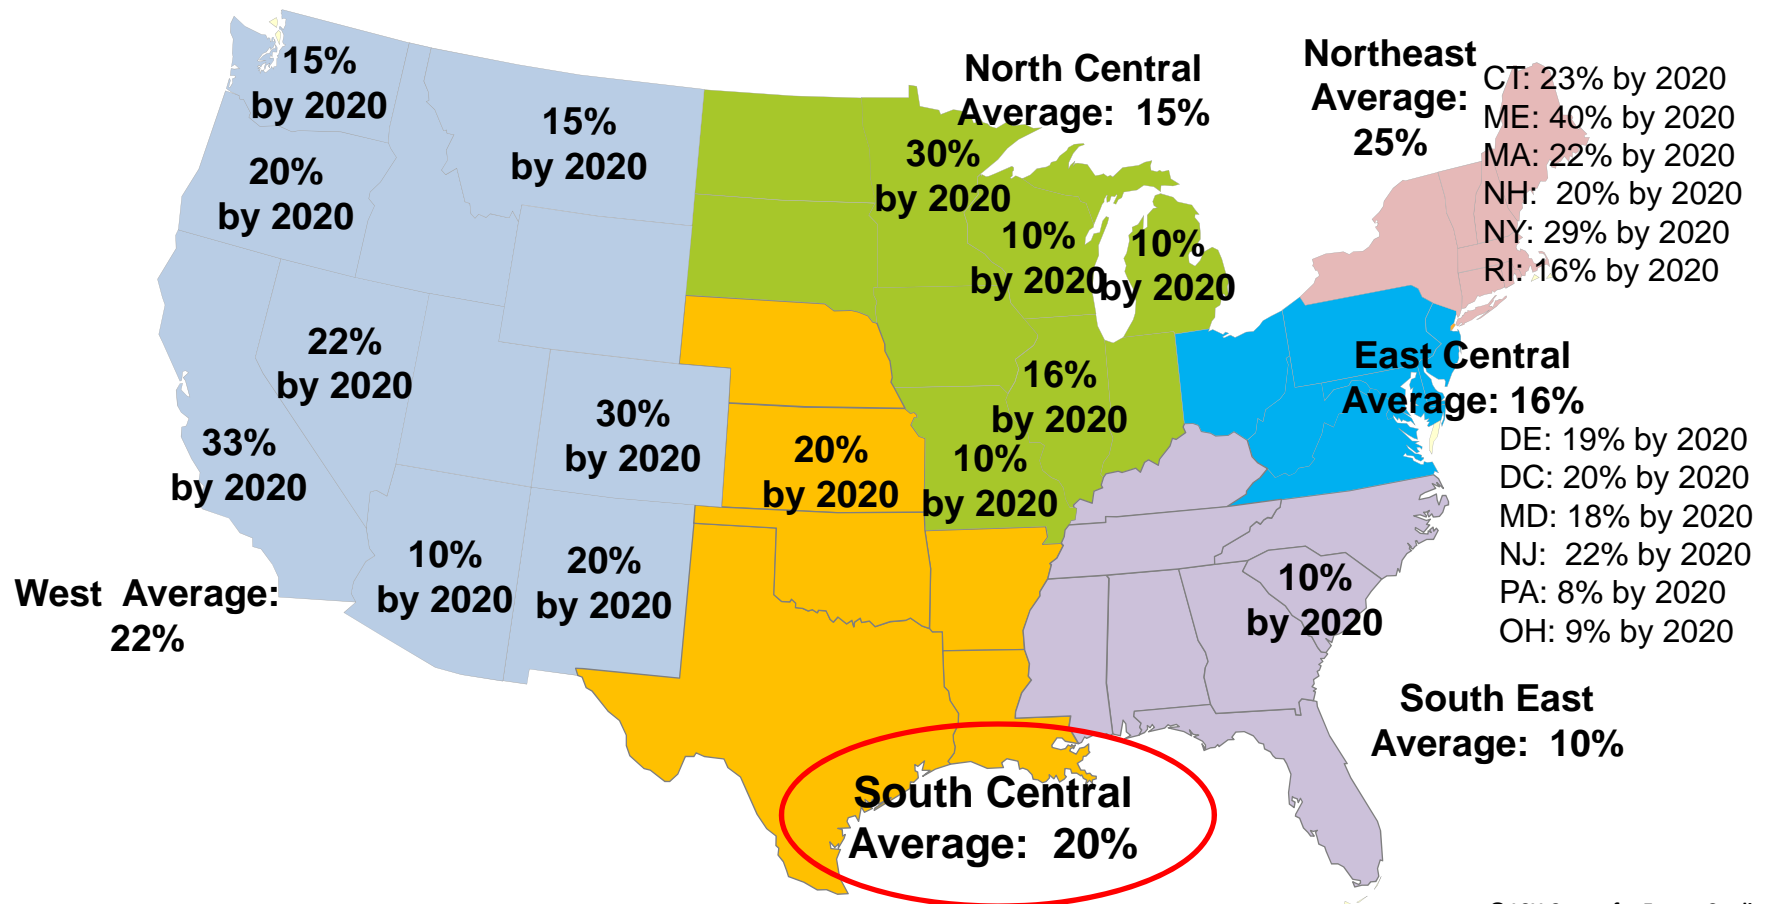 15%
by 2020
20%
by 2020
15%
by 2020
22%
by 2020
33%
by 2020
30%
by 2020
10%
by 2020
20%
by 2020
West Average:
22%
North Central
Average: 15%
30%
by 2020
10%
by 2020
10%
by 2020
16%
by 2020
10%
by 2020
20%
by 2020
South Central
Average: 20%
Northeast
Average:
25%
CT: 23% by 2020
ME: 40% by 2020
MA: 22% by 2020
NH: 20% by 2020
NY: 29% by 2020
RI: 16% by 2020
East Central
Average: 16%
DE: 19% by 2020
DC: 20% by 2020
MD: 18% by 2020
NJ: 22% by 2020
PA: 8% by 2020
OH: 9% by 2020
10%
by 2020
South East
Average: 10%